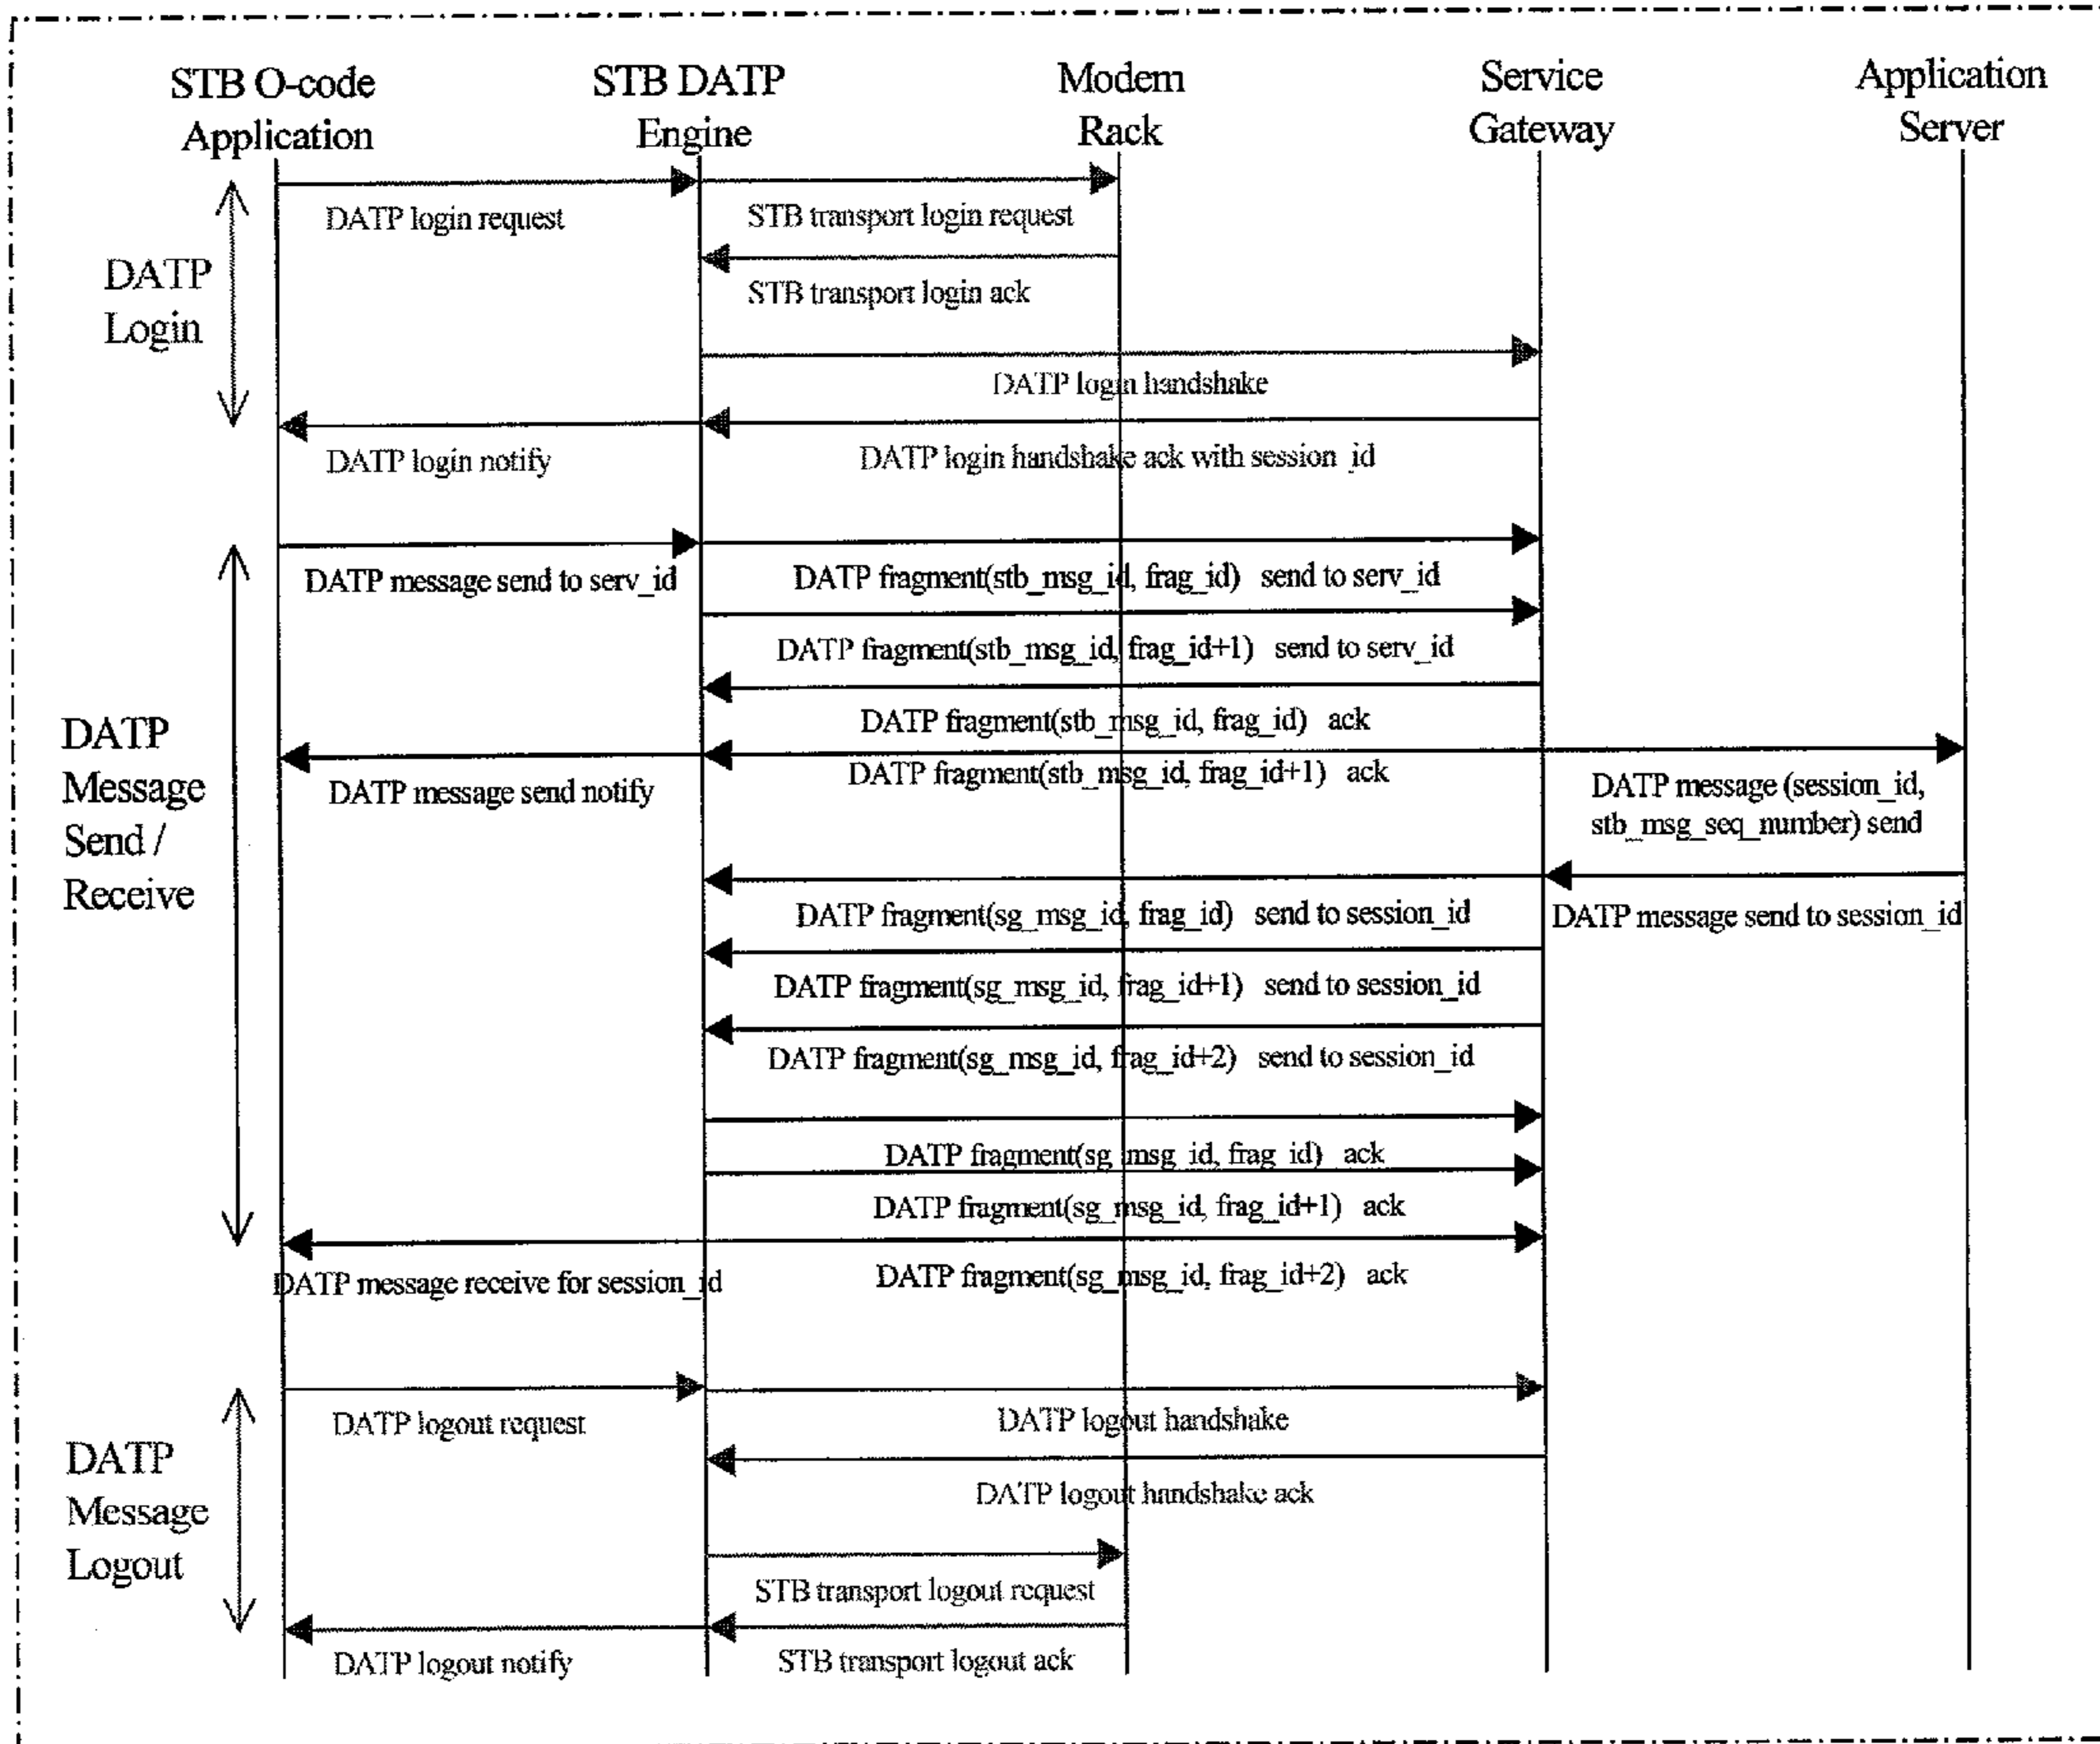 STB O-code
Application
STB DATP
Engine
Modem
Rack
Service
Gateway
Application
Server
DATP
Login
DATP login request
STB transport login request
STB transport login ack
DATP login handshake
DATP login notify
DATP login handshake ack with session_id
DATP
Message
Send /
Receive
DATP message send to serv_id
DATP fragment(stb_msg_id, frag_id) send to serv_id
DATP fragment(stb_msg_id, frag_id+1) send to serv_id
DATP fragment(stb_msg_id, frag_id) ack
DATP message send notify
DATP fragment(stb_msg_id, frag_id+1) ack
DATP message (session_id,
stb_msg_seq_number) send
DATP fragment(sg_msg_id, frag_id) send to session_id
DATP message send to session_id
DATP fragment(sg_msg_id, frag_id+1) send to session_id
DATP fragment(sg_msg_id, frag_id+2) send to session_id
DATP fragment(sg_msg_id, frag_id) ack
DATP fragment(sg_msg_id, frag_id+1) ack
DATP message receive for session_id
DATP fragment(sg_msg_id, frag_id+2) ack
DATP
Message
Logout
DATP logout request
DATP logout handshake
DATP logout handshake ack
STB transport logout request
DATP logout notify
STB transport logout ack